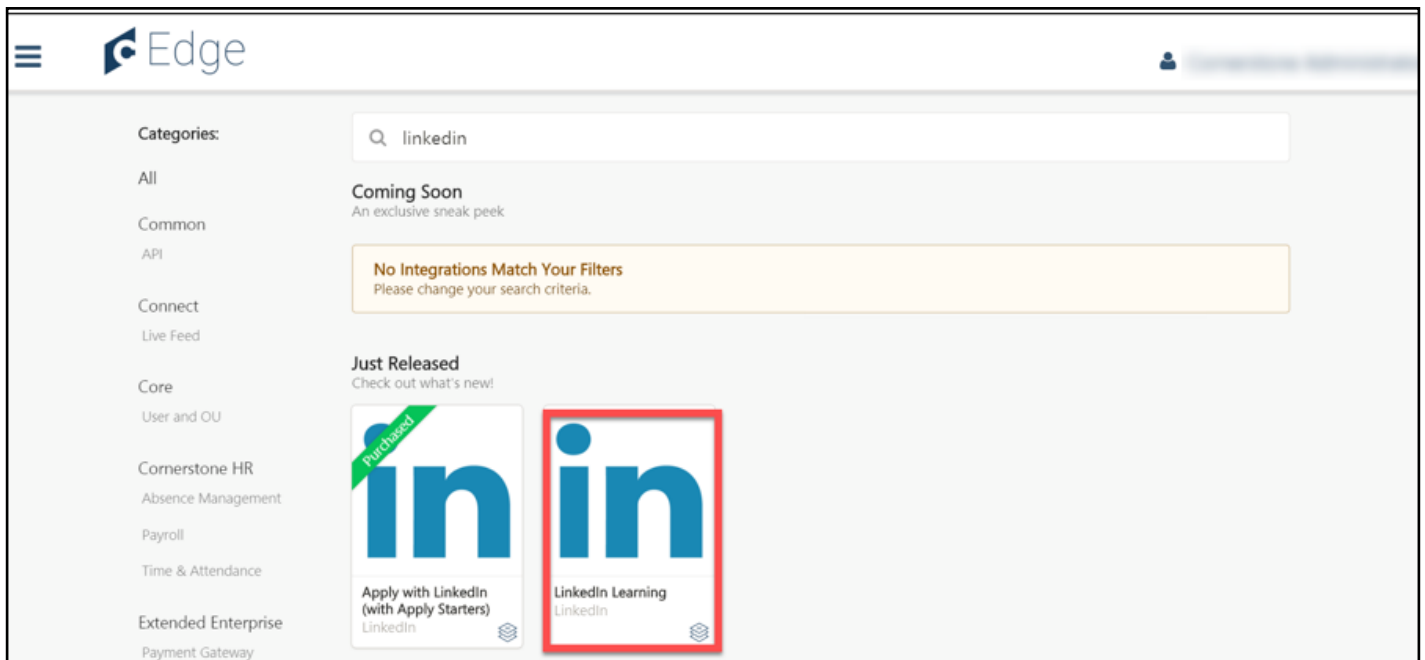 Edge
Categories:
All
Common
API
Connect
Live Feed
Core
User and OU
Cornerstone HR
Absence Management
Payroll
Time & Attendance
Extended Enterprise
Payment Gateway
linkedin
Coming Soon
An exclusive sneak peek
No Integrations Match Your Filters
Please change your search criteria.
Just Released
Check out what's new!
Purchased
in
Apply with LinkedIn
(with Apply Starters)
LinkedIn
in
LinkedIn Learning
LinkedIn